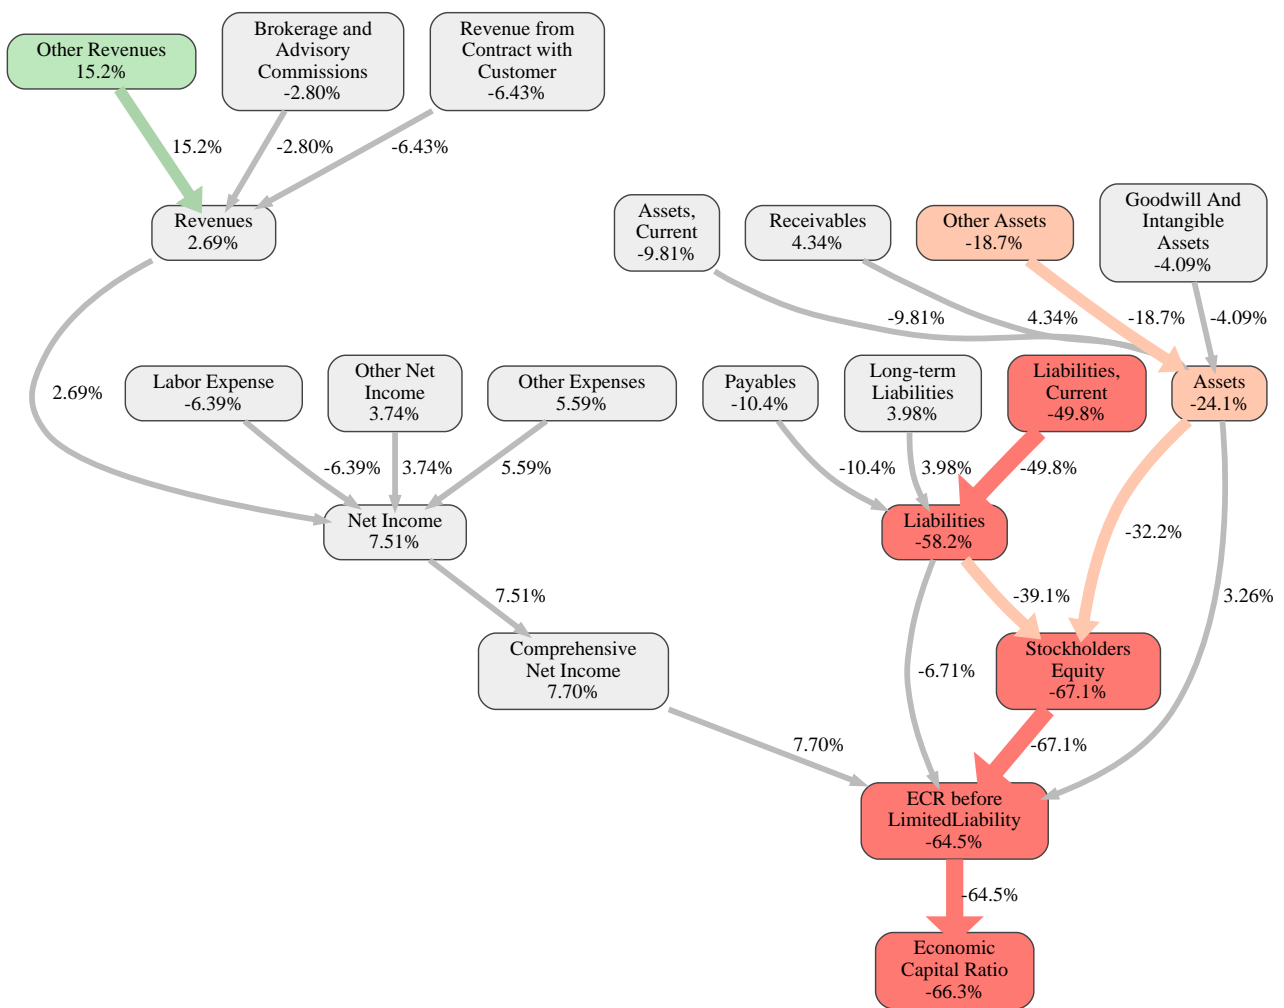 Other Revenues
15.2%
Brokerage and
Advisory
Commissions
-2.80%
Revenue from
Contract with
Customer
-6.43%
15.2%
-2.80%
-6.43%
Revenues
2.69%
Assets,
Current
-9.81%
Receivables
4.34%
Other Assets
-18.7%
Goodwill And
Intangible
Assets
-4.09%
-9.81%
4.34%
-18.7%
-4.09%
2.69%
Labor Expense
-6.39%
Other Net
Income
3.74%
Other Expenses
5.59%
Payables
-10.4%
Long-term
Liabilities
3.98%
Liabilities,
Current
-49.8%
Assets
-24.1%
-6.39%
3.74%
5.59%
-10.4%
3.98%
-49.8%
Net Income
7.51%
Liabilities
-58.2%
-32.2%
7.51%
-39.1%
3.26%
Comprehensive
Net Income
7.70%
-6.71%
Stockholders
Equity
-67.1%
7.70%
-67.1%
ECR before
LimitedLiability
-64.5%
-64.5%
Economic
Capital Ratio
-66.3%